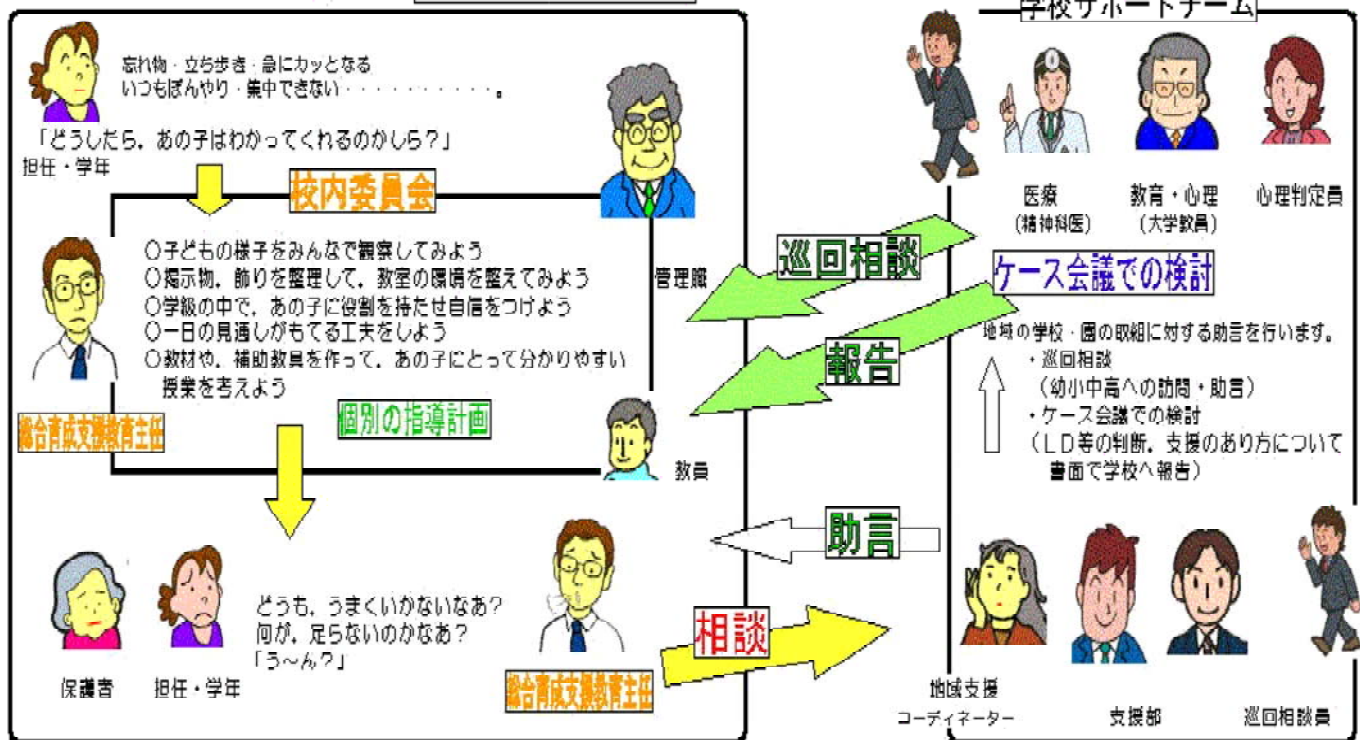 忘れ物・立ち歩き・急にカッとなる
いつもぼんやり・集中できない・・・・・・・・・・。
「どうしたら，あの子はわかってくれるのかしら？」
担任・学年
校内委員会
○子どもの様子をみんなで観察してみよう
○掲示物，飾りを整理して，教室の環境を整えてみよう
○学級の中で，あの子に役割を持たせ自信をつけよう
○一日の見通しがもてる工夫をしよう
○教材や，補助教具を作って，あの子にとって分かりやすい
授業を考えよう
管理職
総合育成支援教育主任
個別の指導計画
教員
どうも，うまくいかないなあ？
何が，足らないのかなあ？
「う～ん？」
保護者
担任・学年
総合育成支援教育主任
巡回相談
報告
助言
相談
学校サポートチーム
医療
(精神科医)
教育・心理
(大学教員)
心理判定員
ケース会議での検討
地域の学校・園の取組に対する助言を行います。
・巡回相談
（幼小中高への訪問・助言）
・ケース会議での検討
（ＬＤ等の判断，支援のあり方について
書面で学校へ報告）
地域支援
コーディネーター
支援部
巡回相談員